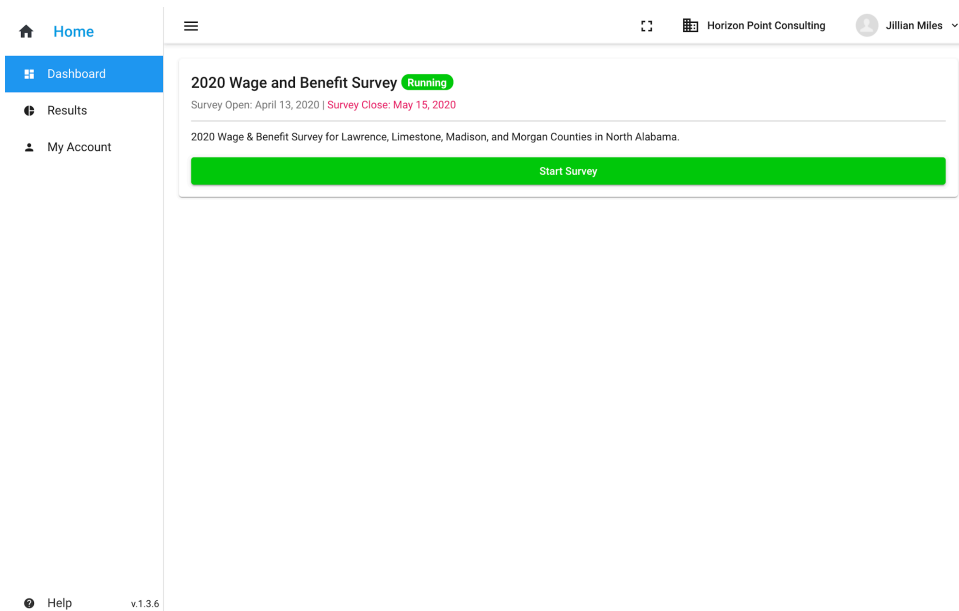 Home
Dashboard
Results
My Account
Help
v.1.3.6
Horizon Point Consulting
Jillian Miles
2020 Wage and Benefit Survey Running
Survey Open: April 13, 2020 | Survey Close: May 15, 2020
2020 Wage & Benefit Survey for Lawrence, Limestone, Madison, and Morgan Counties in North Alabama.
Start Survey